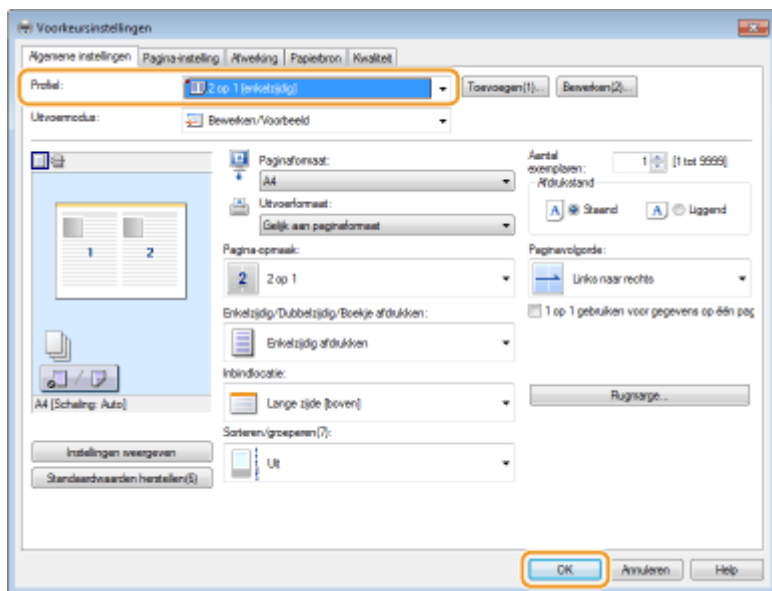 Voorkeursinstellingen
Algemene instellingen Pagina-instelling Afwerking Papierbron Kwaliteit
Profiel: 2 op 1 [enkelzijdig] Toevoegen(1)... Bewerken(2)...
Uitvoermodus: Bewerken/Voorbeeld
Paginaformaat:
A4
Uitvoerformaat:
Gelijk aan paginaformaat
Aantal
exemplaren: 1 [1 tot 9999]
Afdrukstand
A Staand A Liggend
1 2
Pagina-opmaak:
2 2 op 1
Paginavolgorde:
Links naar rechts
Enkelzijdig/Dubbelzijdig/Boekje afdrukken:
Enkelzijdig afdrukken
1 op 1 gebruiken voor gegevens op één pag
A4 [Schaling: Auto]
Inbindlocatie:
Lange zijde [boven]
Rugmarge...
Sorteren/groeperen(7):
Uit
Instellingen weergeven
Standaardwaarden herstellen(6)
OK Annuleren Help